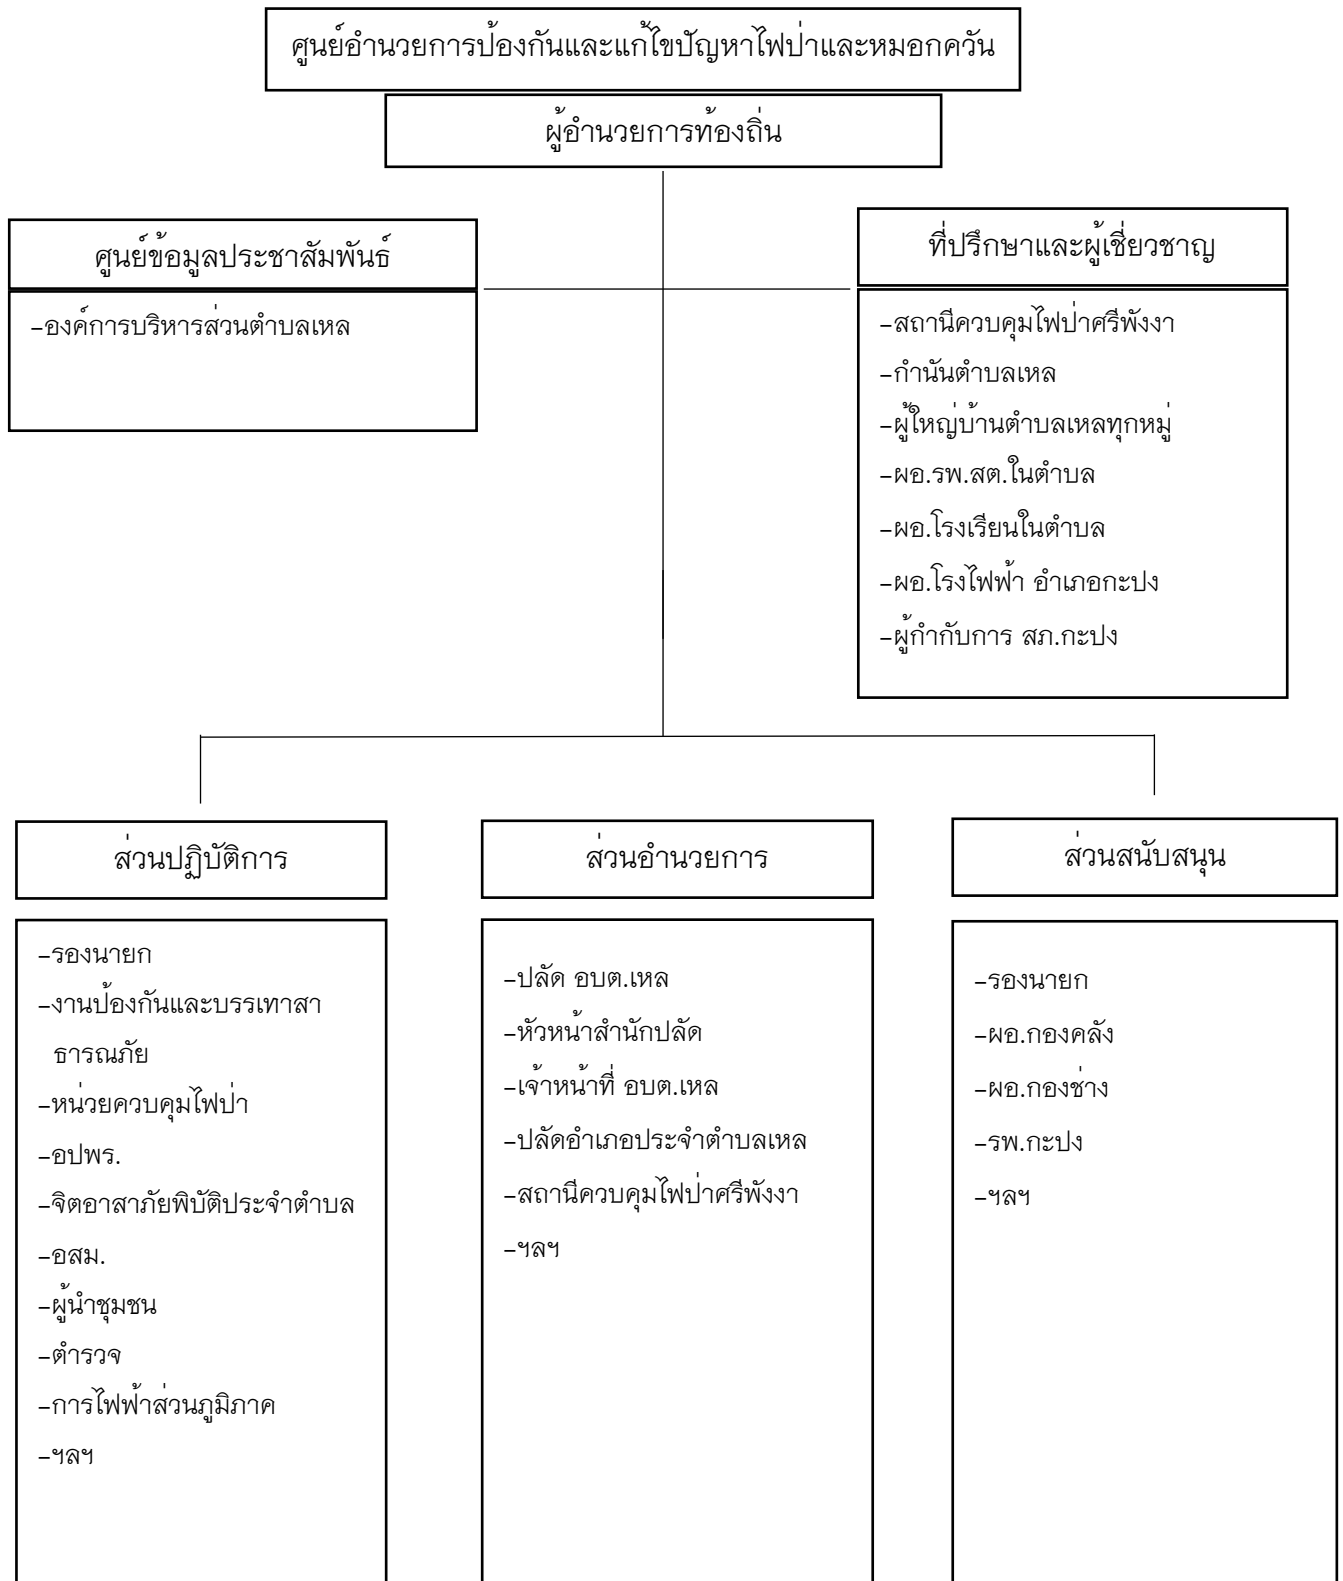 ศูนย์อำนวยการป้องกันและแก้ไขปัญหาไฟป่าและหมอกควัน
ผู้อำนวยการท้องถิ่น
ศูนย์ข้อมูลประชาสัมพันธ์
-องค์การบริหารส่วนตำบลเหล
ที่ปรึกษาและผู้เชี่ยวชาญ
-สถานีควบคุมไฟป่าศรีพังงา
-กำนันตำบลเหล
-ผู้ใหญ่บ้านตำบลเหลทุกหมู่
-ผอ.รพ.สต.ในตำบล
-ผอ.โรงเรียนในตำบล
-ผอ.โรงไฟฟ้า อำเภอกะปง
-ผู้กำกับการ สภ.กะปง
ส่วนปฏิบัติการ
-รองนายก
-งานป้องกันและบรรเทาสา
ธารณภัย
-หน่วยควบคุมไฟป่า
-อปพร.
-จิตอาสาภัยพิบัติประจำตำบล
-อสม.
-ผู้นำชุมชน
-ตำรวจ
-การไฟฟ้าส่วนภูมิภาค
-ฯลฯ
ส่วนอำนวยการ
-ปลัด อบต.เหล
-หัวหน้าสำนักปลัด
-เจ้าหน้าที่ อบต.เหล
-ปลัดอำเภอประจำตำบลเหล
-สถานีควบคุมไฟป่าศรีพังงา
-ฯลฯ
ส่วนสนับสนุน
-รองนายก
-ผอ.กองคลัง
-ผอ.กองช่าง
-รพ.กะปง
-ฯลฯ